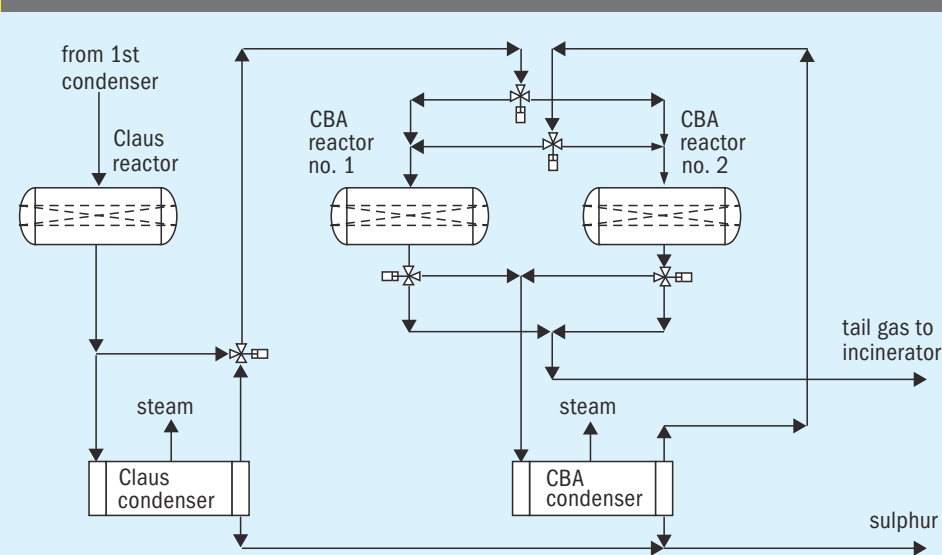 from 1st
condenser
Claus
reactor
CBA
reactor
no. 1
CBA
reactor
no. 2
tail gas to
incinerator
steam
steam
Claus
condenser
CBA
condenser
sulphur